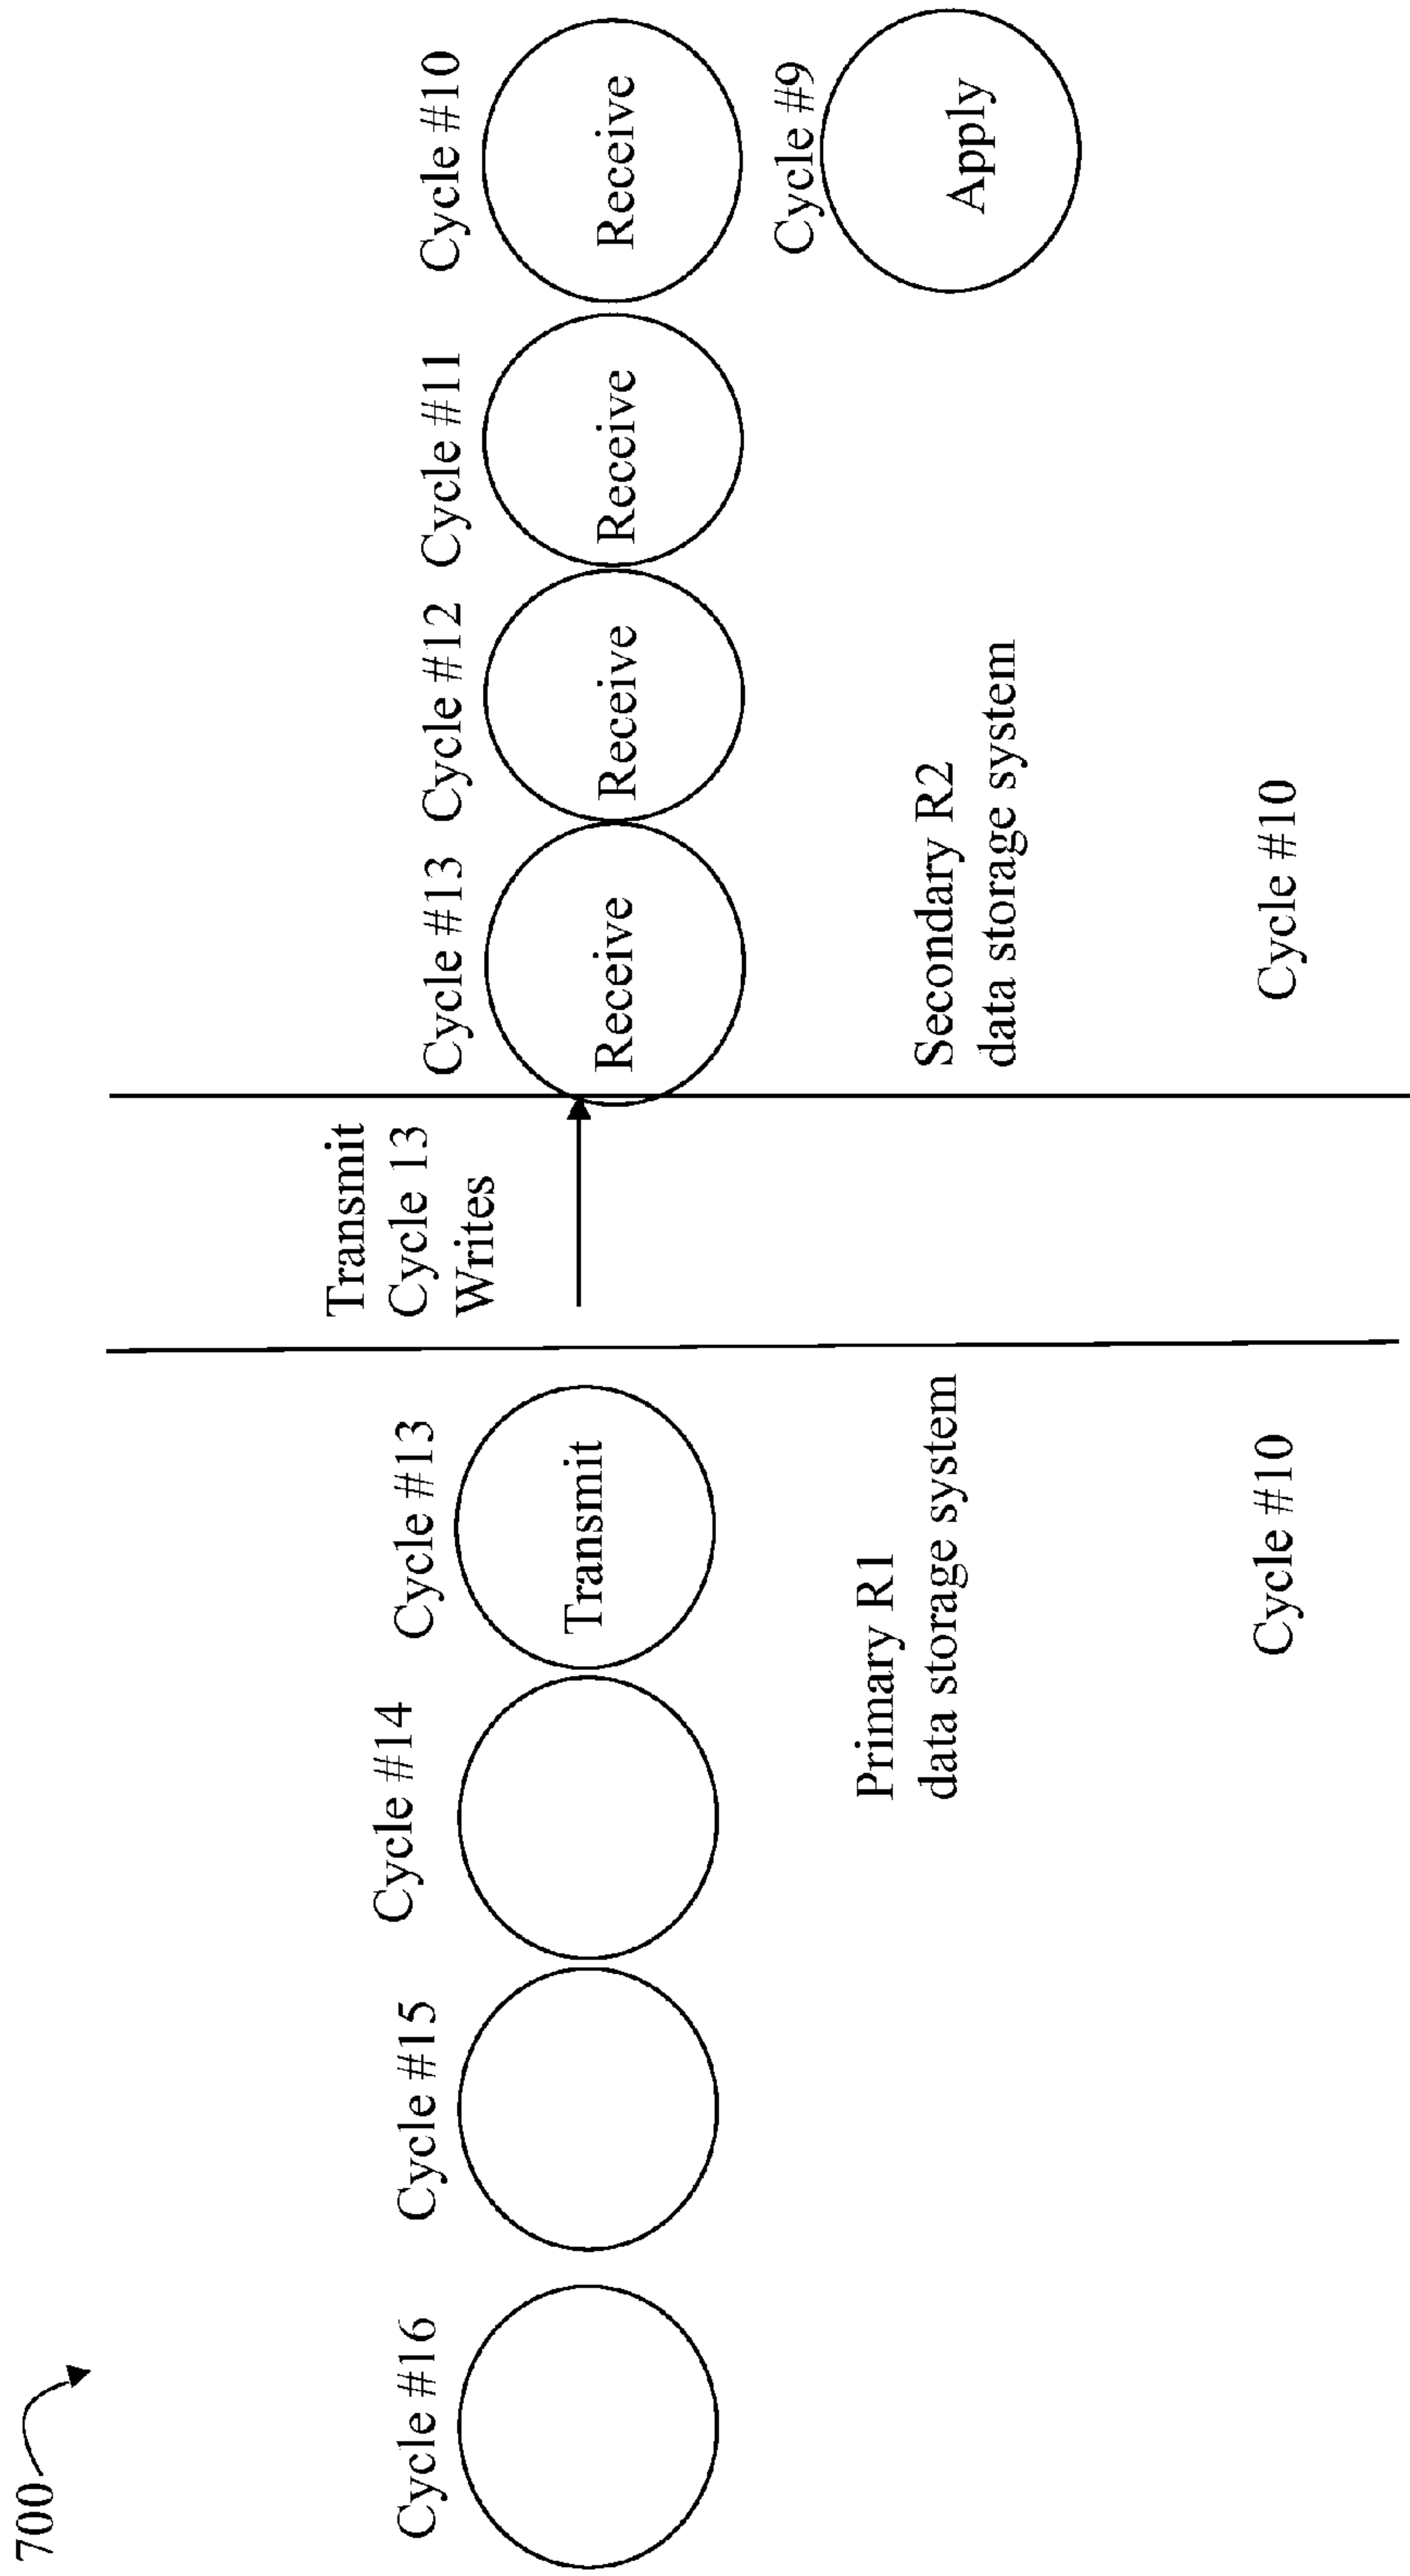 700
Cycle #16
Cycle #15
Cycle #14
Cycle #13
Transmit
Primary R1
data storage system
Cycle #10
Transmit
Cycle 13
Writes
Cycle #13
Cycle #12
Cycle #11
Cycle #10
Receive
Receive
Receive
Receive
Cycle #9
Apply
Secondary R2
data storage system
Cycle #10